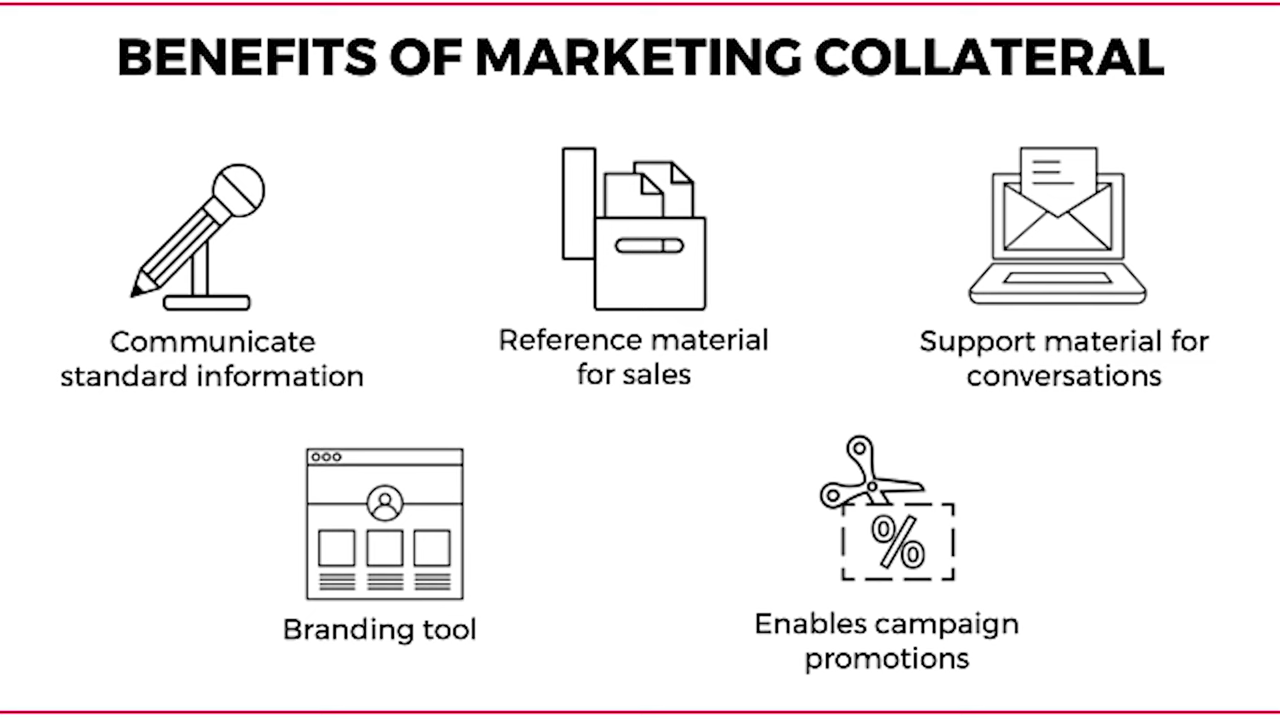 BENEFITS OF MARKETING COLLATERAL
Communicate
standard information
Reference material
for sales
Support material for
conversations
Branding tool
%
Enables campaign
promotions